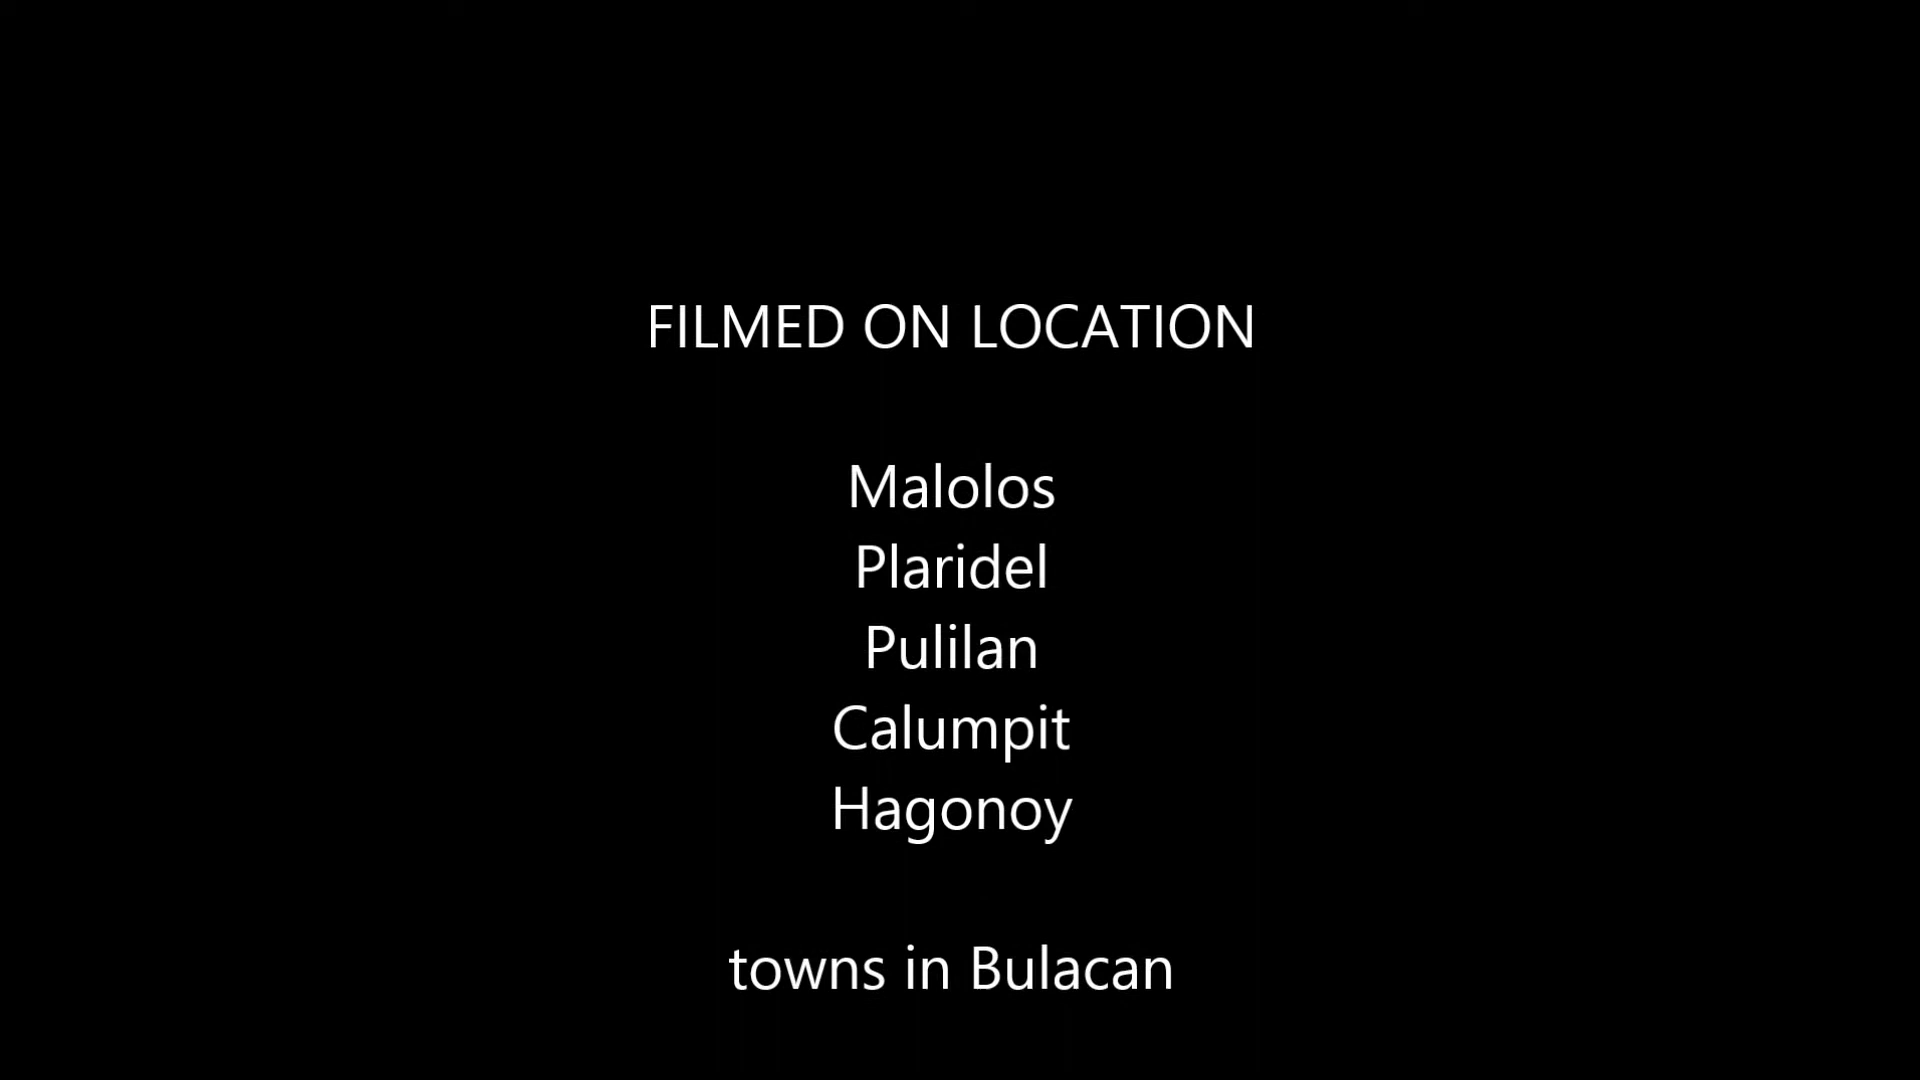 FILMED ON LOCATION
Malolos
Plaridel
Pulilan
Calumpit
Hagonoy
towns in Bulacan